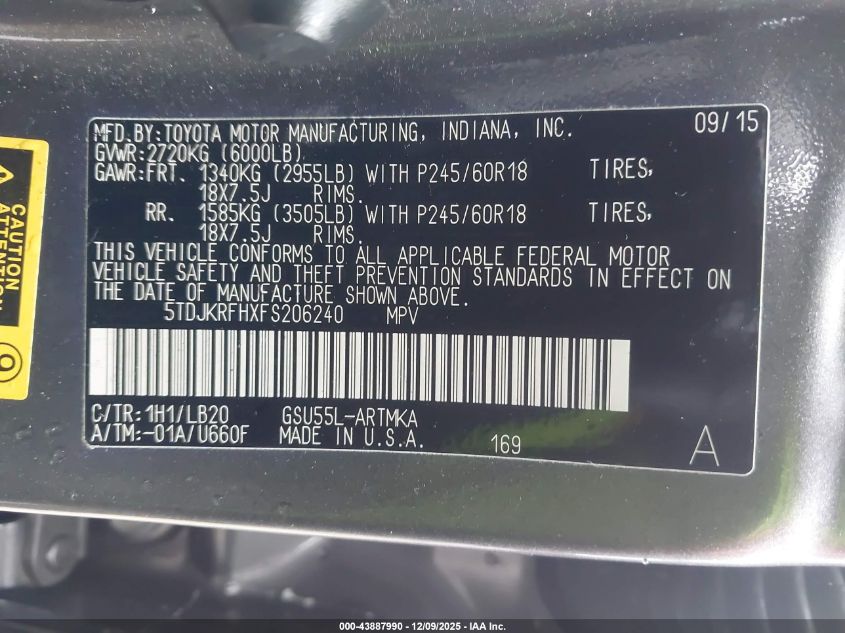 MFD.BY:TOYOTA MOTOR MANUFACTURING, INDIANA, INC. 09/15
GVWR:2720KG (6000LB)
GAWR:FRT. 1340KG (2955LB) WITH P245/60R18 TIRES,
18X7.5J RIMS.
RR. 1585KG (3505LB) WITH P245/60R18 TIRES,
18X7.5J RIMS.
THIS VEHICLE CONFORMS TO ALL APPLICABLE FEDERAL MOTOR
VEHICLE SAFETY AND THEFT PREVENTION STANDARDS IN EFFECT ON
THE DATE OF MANUFACTURE SHOWN ABOVE.
5TDJKRFHXFS206240 MPV
C/TR:1H1/LB20 GSU55L-ARTMKA
A/TM:-01A/U660F MADE IN U.S.A. 169 A
CAUTION
ATTENTION
000-43887990 - 12/09/2025 - IAA Inc.